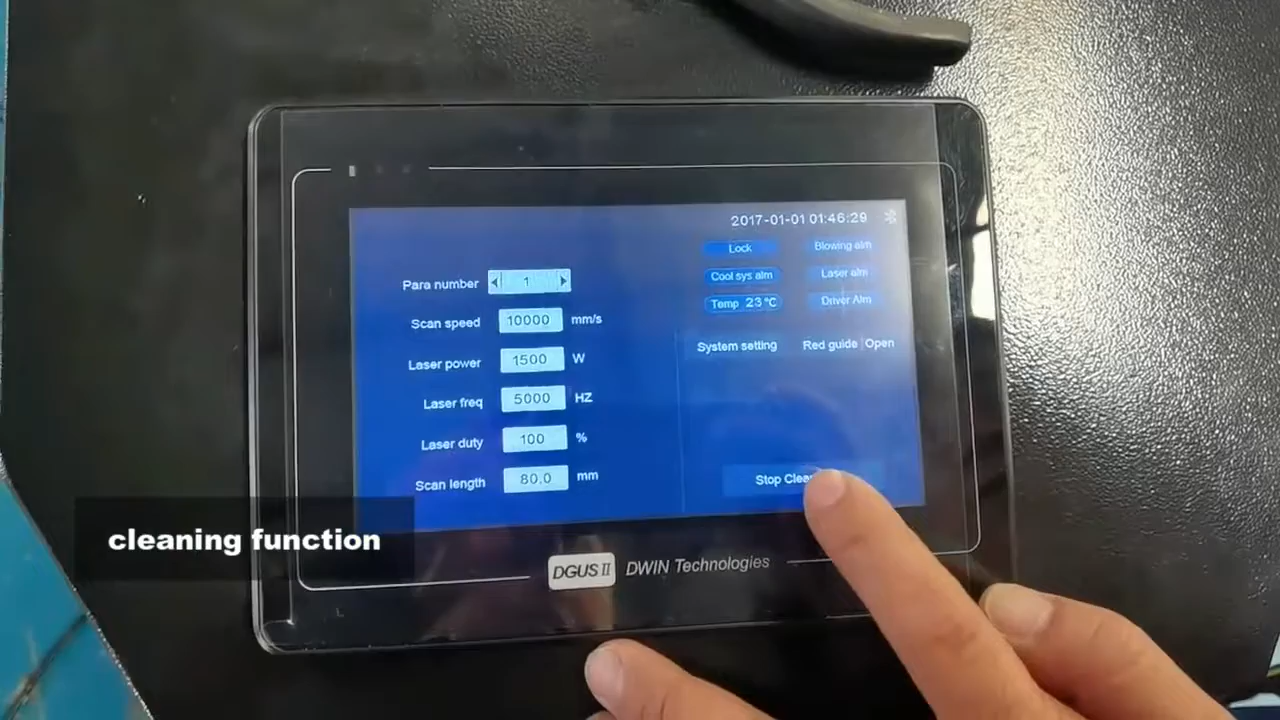 2017-01-01 01:46:29
Lock
Blowing alm
Cool sys alm
Laser alm
Temp 23℃
Driver Alm
System setting
Red guide Open
Para number 1
Scan speed 10000 mm/s
Laser power 1500 W
Laser freq 5000 HZ
Laser duty 100 %
Scan length 80.0 mm
Stop
cleaning function
DGUS II DWIN Technologies